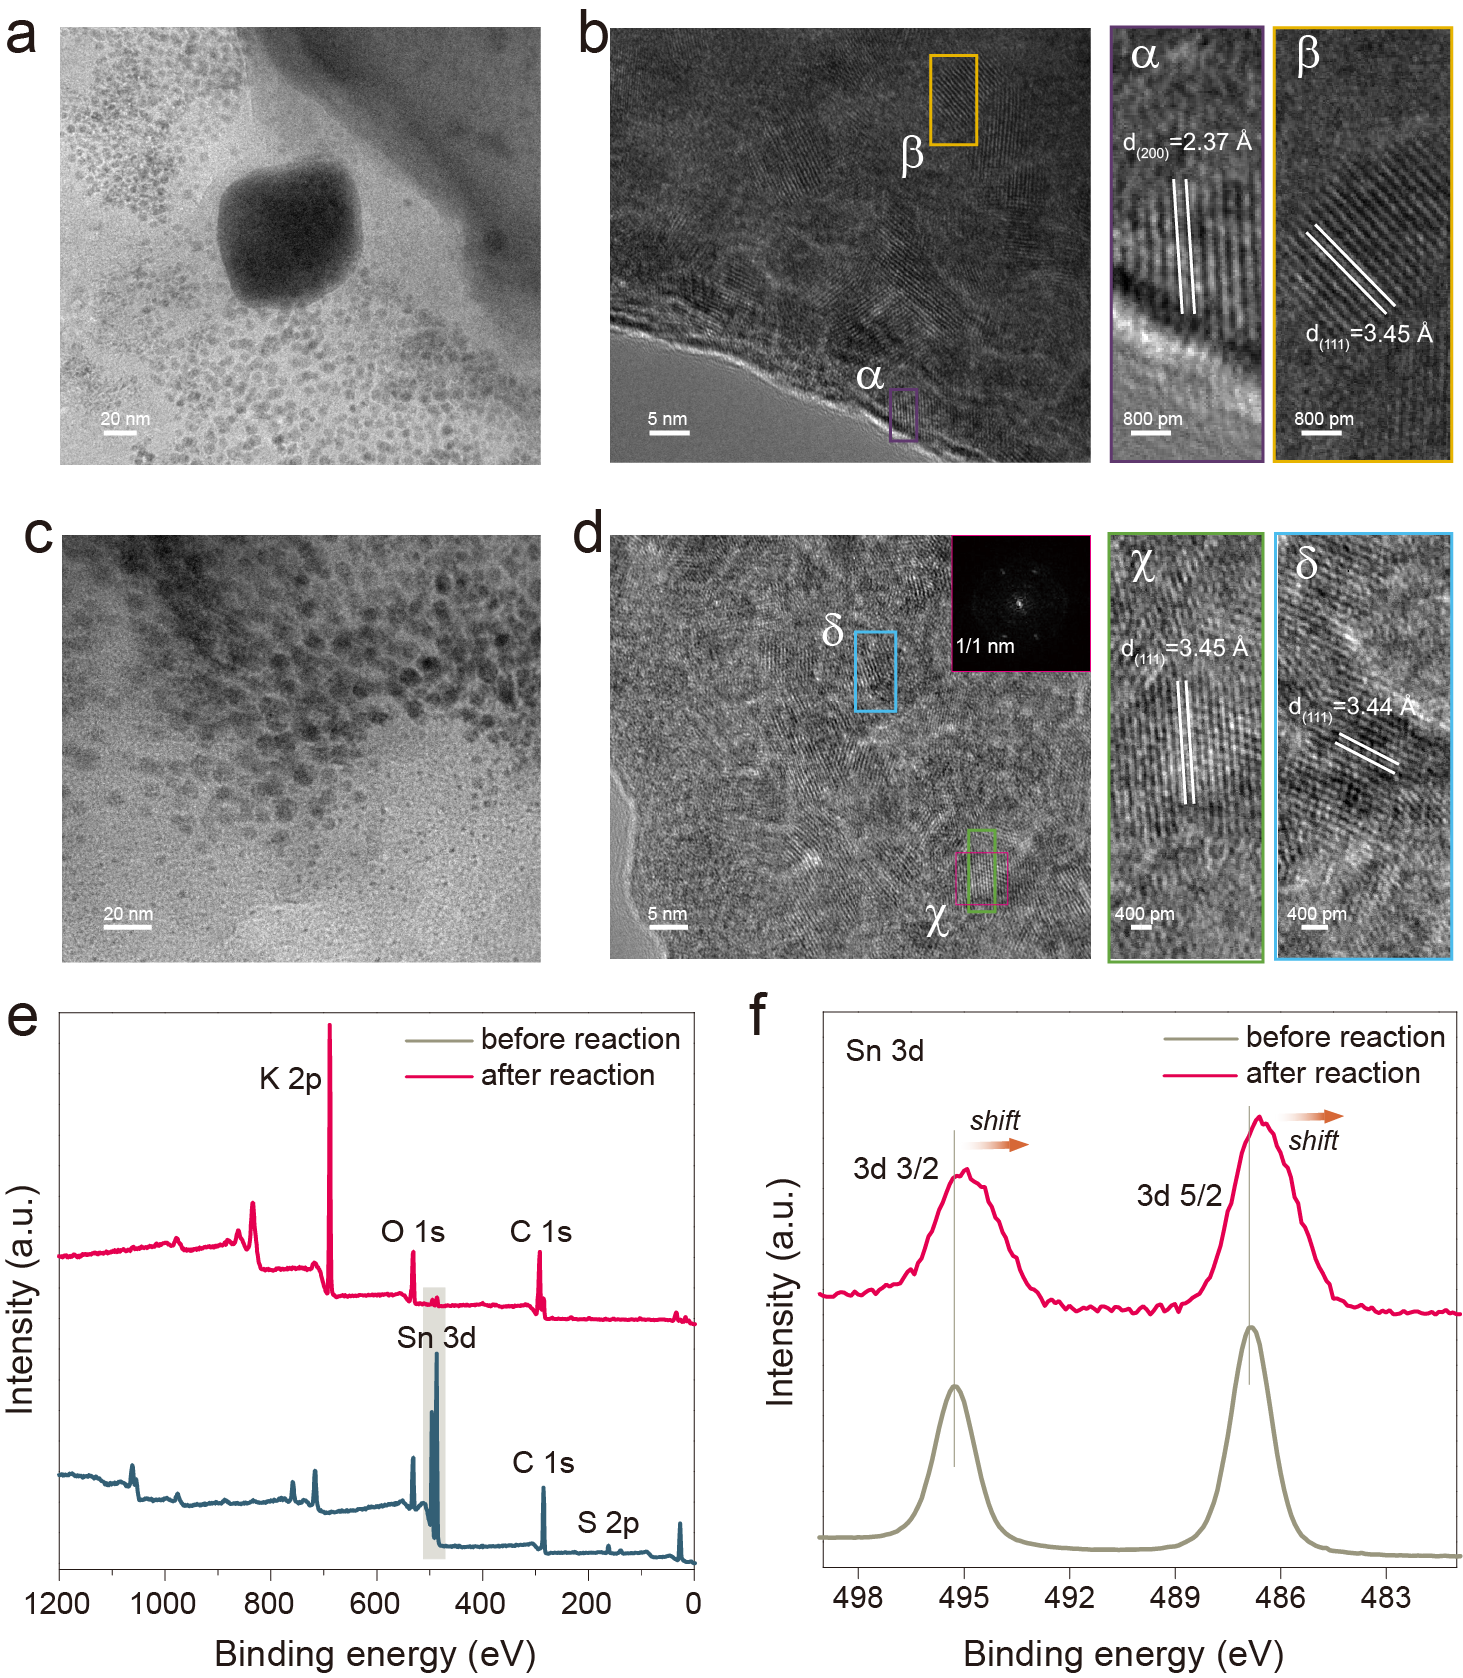 a
20 nm
b
β
α
5 nm
α
d(200)=2.37 Å
800 pm
β
d(111)=3.45 Å
800 pm
c
20 nm
d
δ
1/1 nm
χ
5 nm
χ
d(111)=3.45 Å
400 pm
δ
d(111)=3.44 Å
400 pm
e
before reaction
after reaction
K 2p
O 1s
C 1s
Sn 3d
C 1s
S 2p
Intensity (a.u.)
1200 1000 800 600 400 200 0
Binding energy (eV)
f
Sn 3d
before reaction
after reaction
shift
shift
3d 3/2
3d 5/2
Intensity (a.u.)
498 495 492 489 486 483
Binding energy (eV)